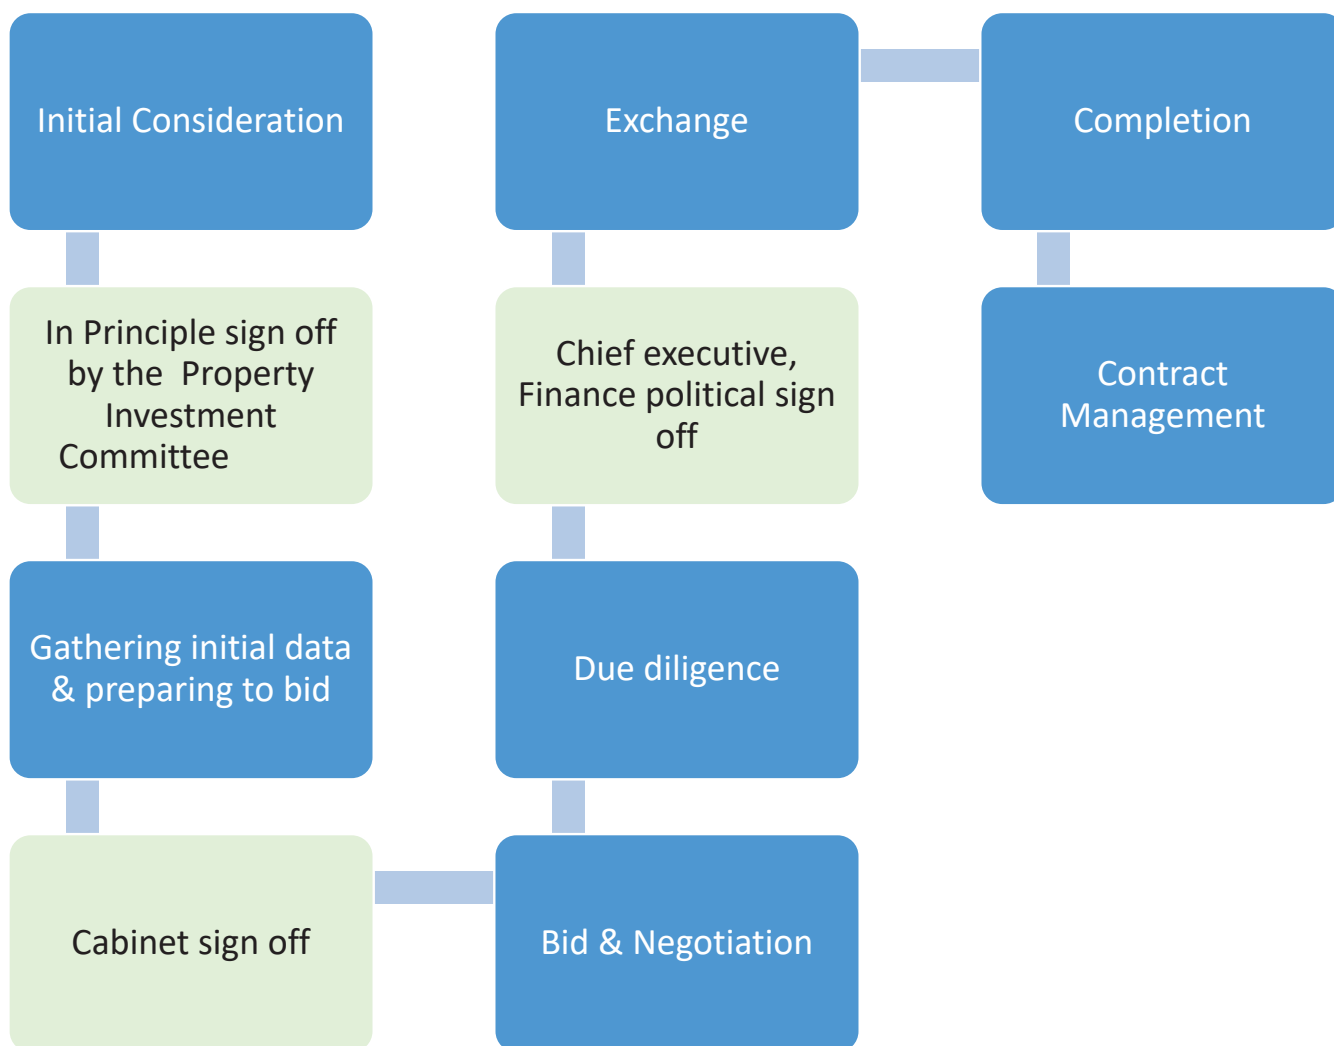 Initial Consideration
In Principle sign off
by the  Property
Investment
Committee
Gathering initial data
& preparing to bid
Cabinet sign off
Bid & Negotiation
Due diligence
Chief executive,
Finance political sign
off
Exchange
Completion
Contract
Management